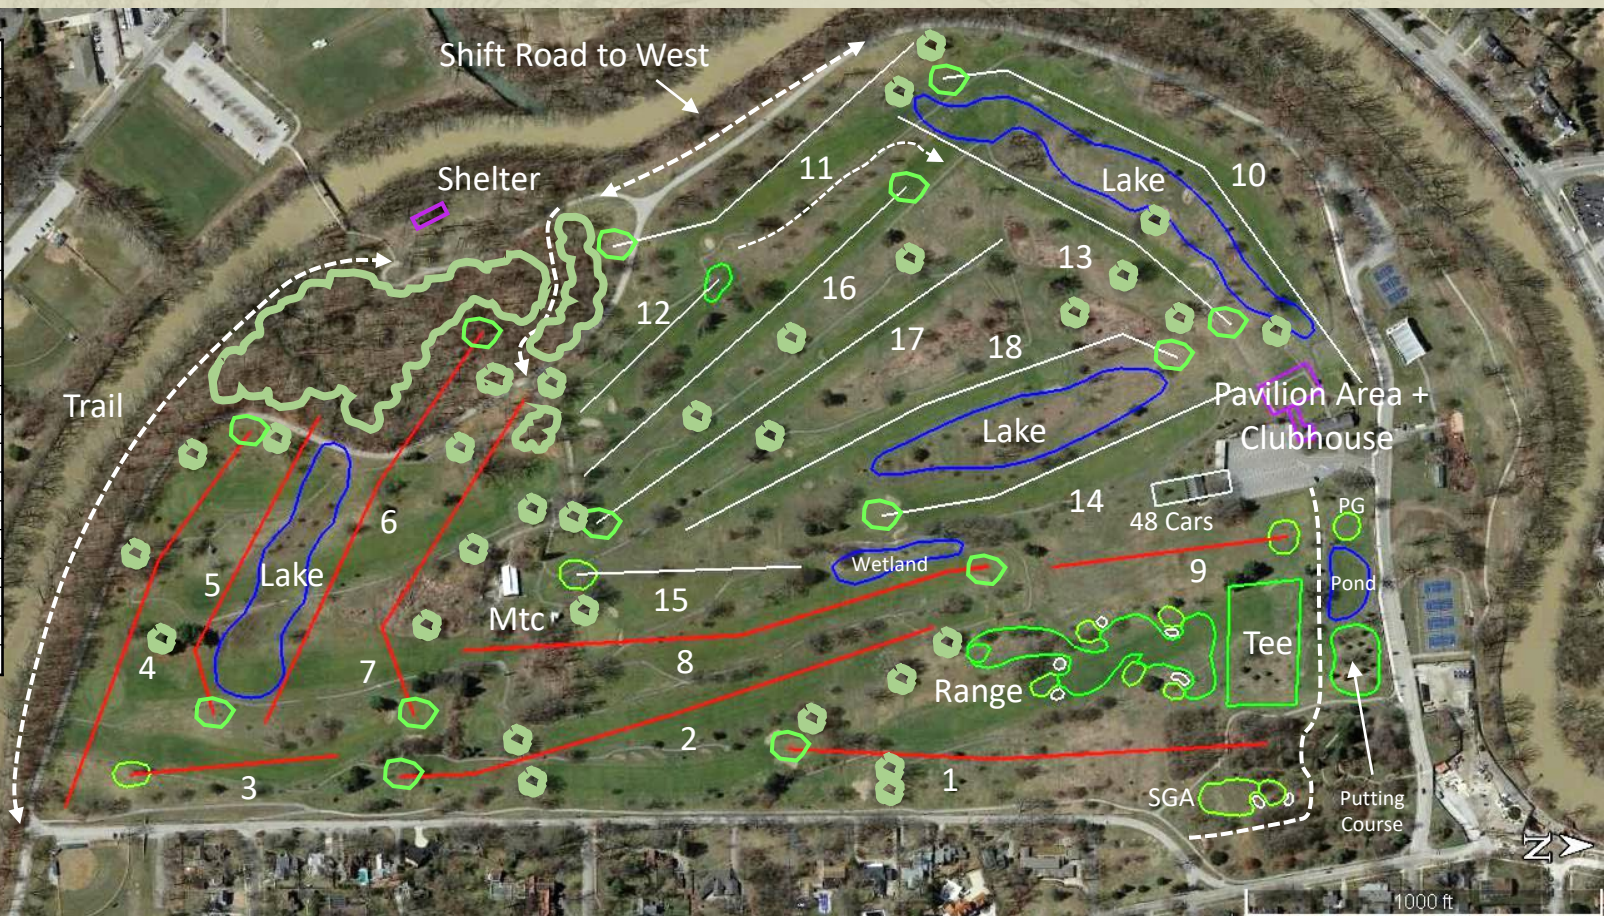 Shift Road to West
Shelter
11
Lake
10
13
16
12
17
18
Trail
Pavilion Area +
Clubhouse
Lake
14
48 Cars
PG
6
5
Lake
Wetland
9
Pond
15
Mtc
Tee
4
7
8
Range
2
3
1
SGA
Putting
Course
N
1000 ft